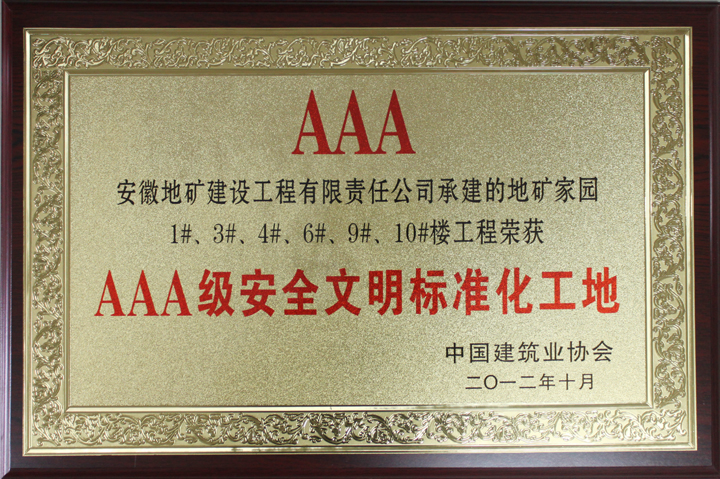 AAA
安徽地矿建设工程有限责任公司承建的地矿家园
1#、3#、4#、6#、9#、10#楼工程荣获
AAA级安全文明标准化工地
中国建筑业协会
二〇一二年十月